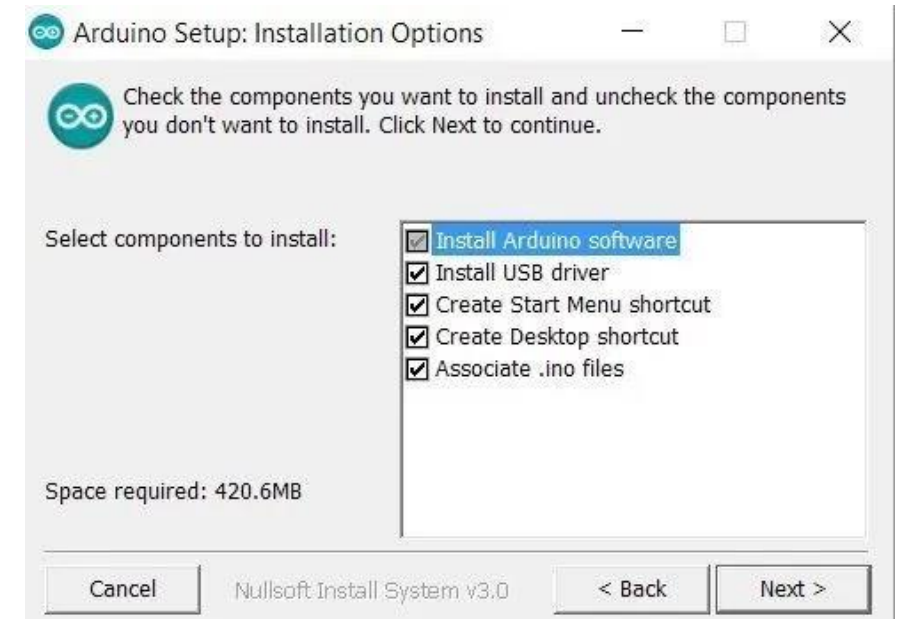 Arduino Setup: Installation Options
Check the components you want to install and uncheck the components
you don't want to install. Click Next to continue.
Select components to install:
Install Arduino software
Install USB driver
Create Start Menu shortcut
Create Desktop shortcut
Associate .ino files
Space required: 420.6MB
Cancel
Nullsoft Install System v3.0
< Back
Next >